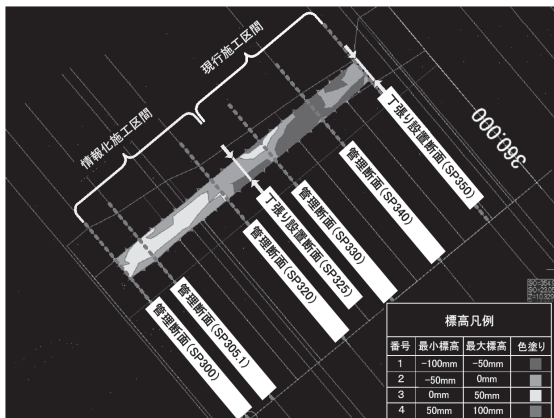 現行施工区間
情報化施工区間
丁張り設置断面(SP350)
360.000
管理断面(SP340)
管理断面(SP330)
丁張り設置断面(SP325)
管理断面(SP320)
管理断面(SP305.1)
管理断面(SP300)
標高凡例
番号 最小標高 最大標高 色塗り
1 -100mm -50mm
2 -50mm 0mm
3 0mm 50mm
4 50mm 100mm